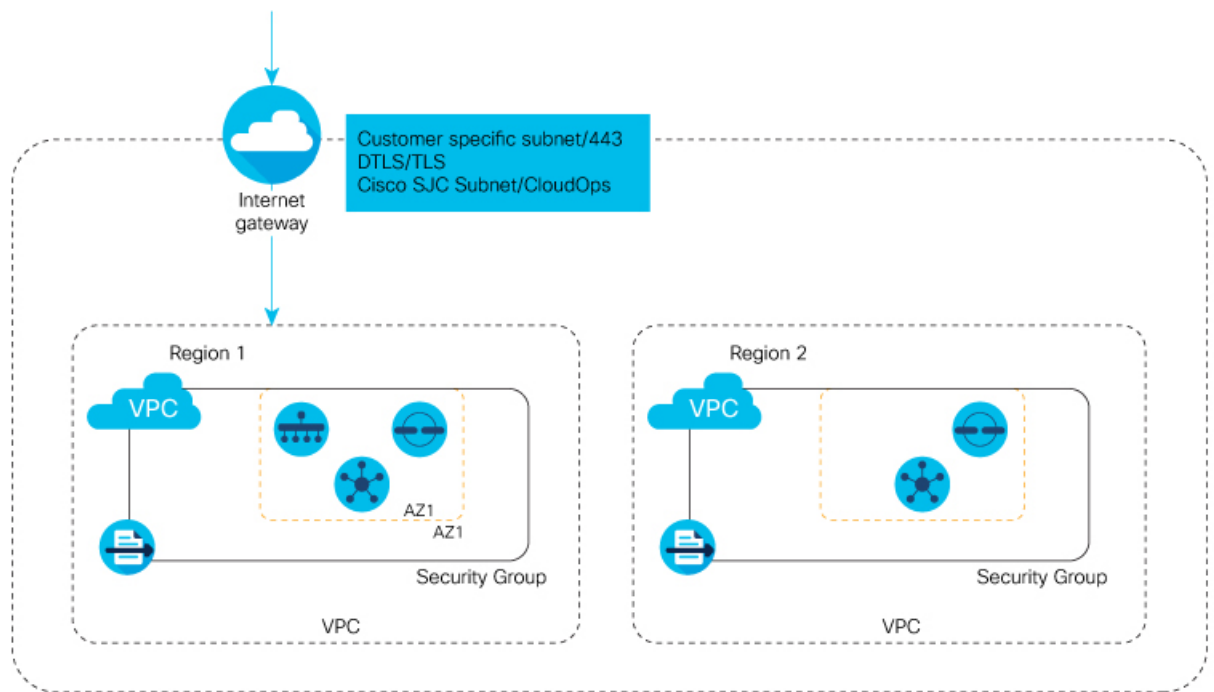 Customer specific subnet/443
DTLS/TLS
Cisco SJC Subnet/CloudOps
Internet
gateway
Region 1
VPC
AZ1
AZ1
Security Group
VPC
Region 2
VPC
Security Group
VPC